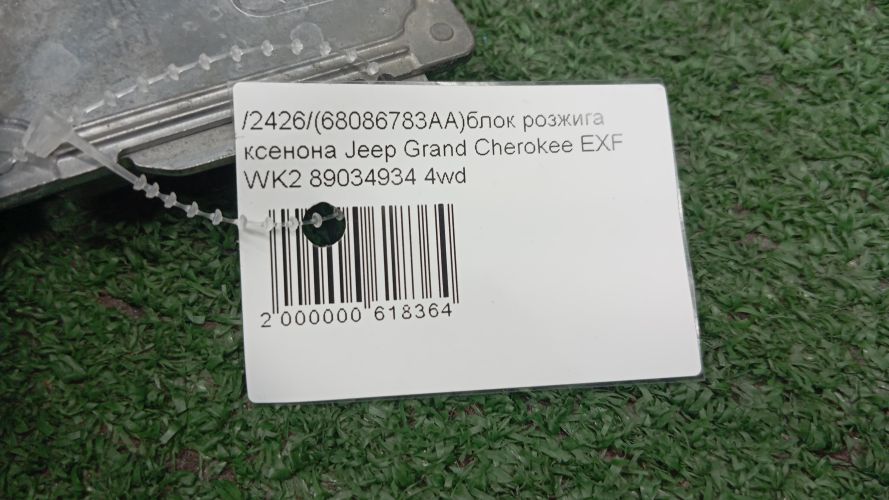 /2426/(68086783AA)блок розжига
ксенона Jeep Grand Cherokee EXF
WK2 89034934 4wd
2 000000 618364